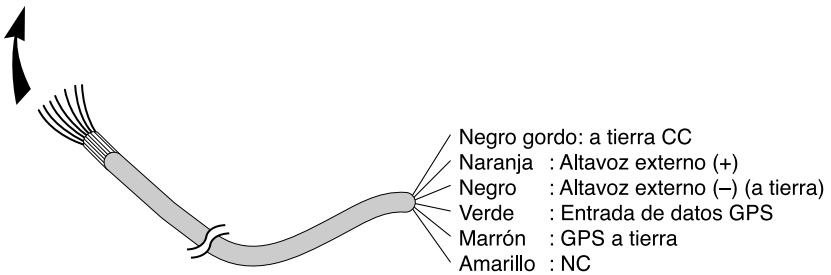 Negro gordo: a tierra CC
Naranja : Altavoz externo (+)
Negro : Altavoz externo (–) (a tierra)
Verde : Entrada de datos GPS
Marrón : GPS a tierra
Amarillo : NC